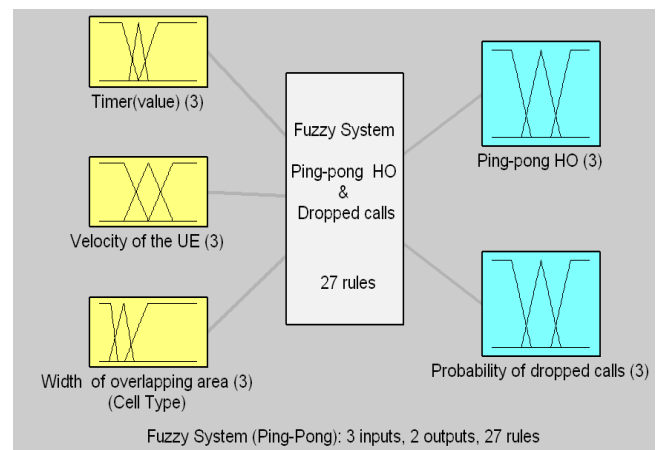 Timer(value) (3)
Velocity of the UE (3)
Width of overlapping area (3)
(Cell Type)
Fuzzy System
Ping-pong HO
&
Dropped calls
27 rules
Ping-pong HO (3)
Probability of dropped calls (3)
Fuzzy System (Ping-Pong): 3 inputs, 2 outputs, 27 rules